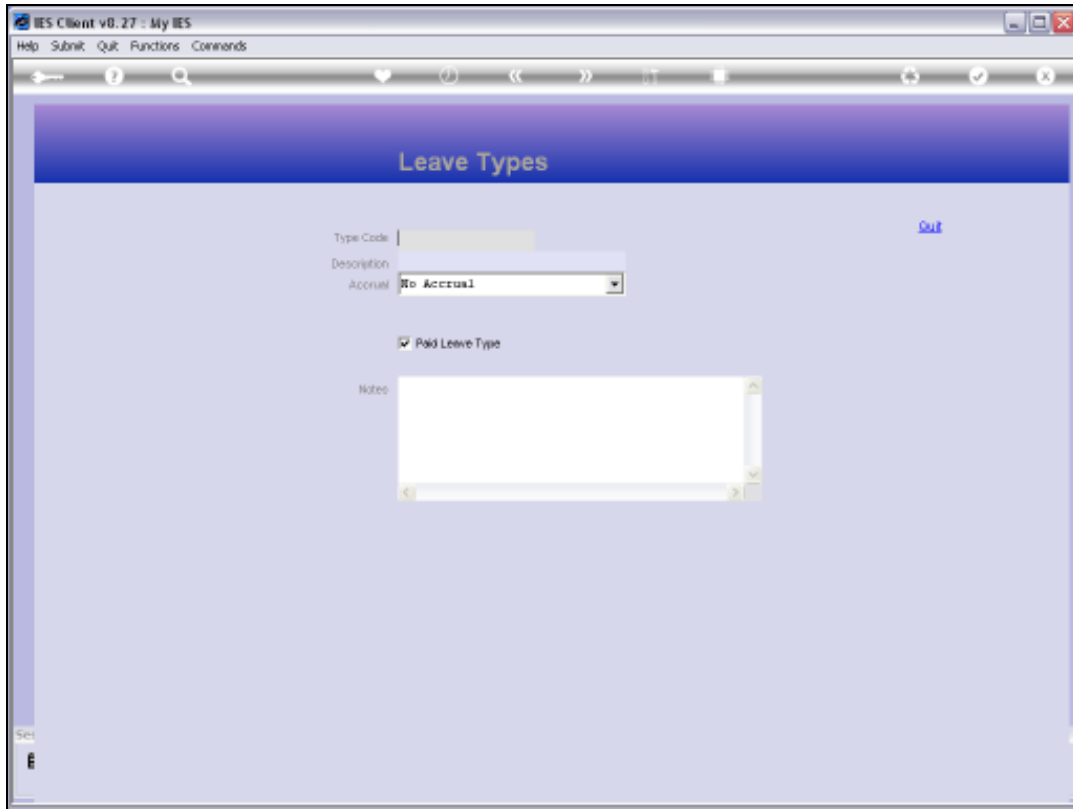 IES Client v8.27 : My IES
Help Submit Quit Functions Commands
Leave Types
Quit
Type Code
Description
Accrual No Accrual
Paid Leave Type
Notes